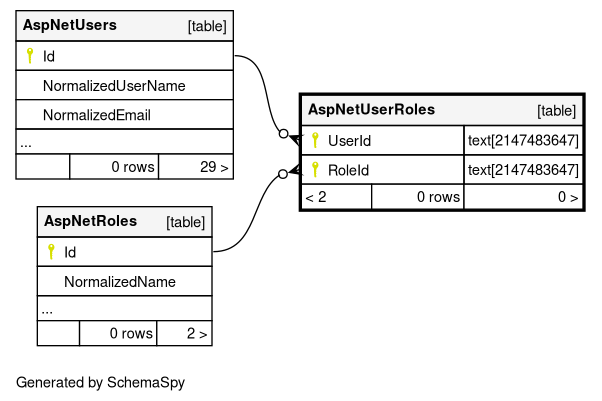 AspNetUsers [table]
Id
NormalizedUserName
NormalizedEmail
...
0 rows 29 >
AspNetUserRoles [table]
UserId text[2147483647]
RoleId text[2147483647]
< 2 0 rows 0 >
AspNetRoles [table]
Id
NormalizedName
...
0 rows 2 >
Generated by SchemaSpy